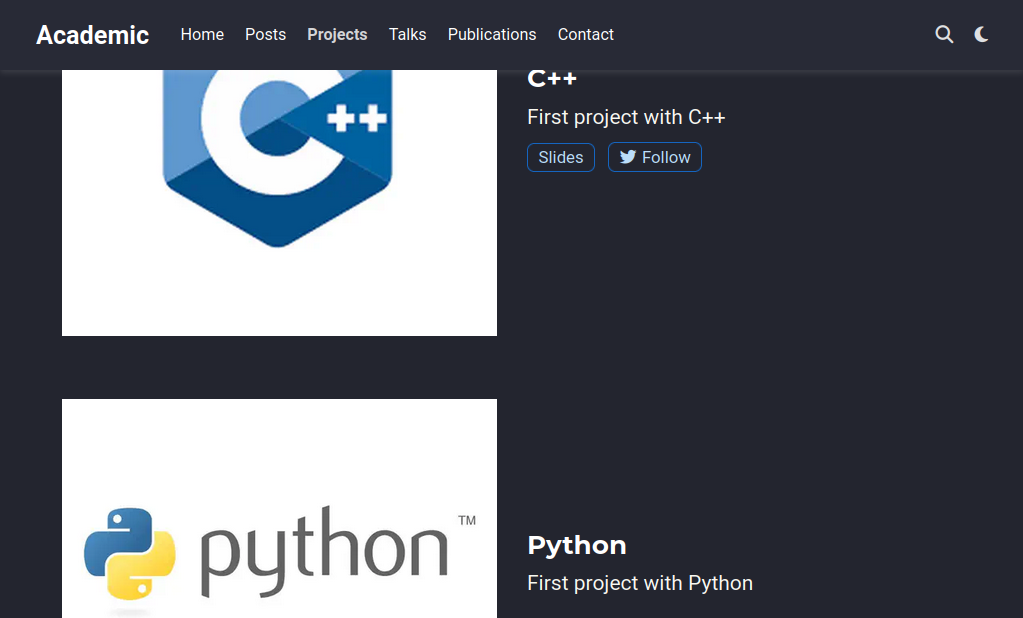 Academic Home Posts Projects Talks Publications Contact
C++
C++
First project with C++
Slides Follow
python TM
Python
First project with Python